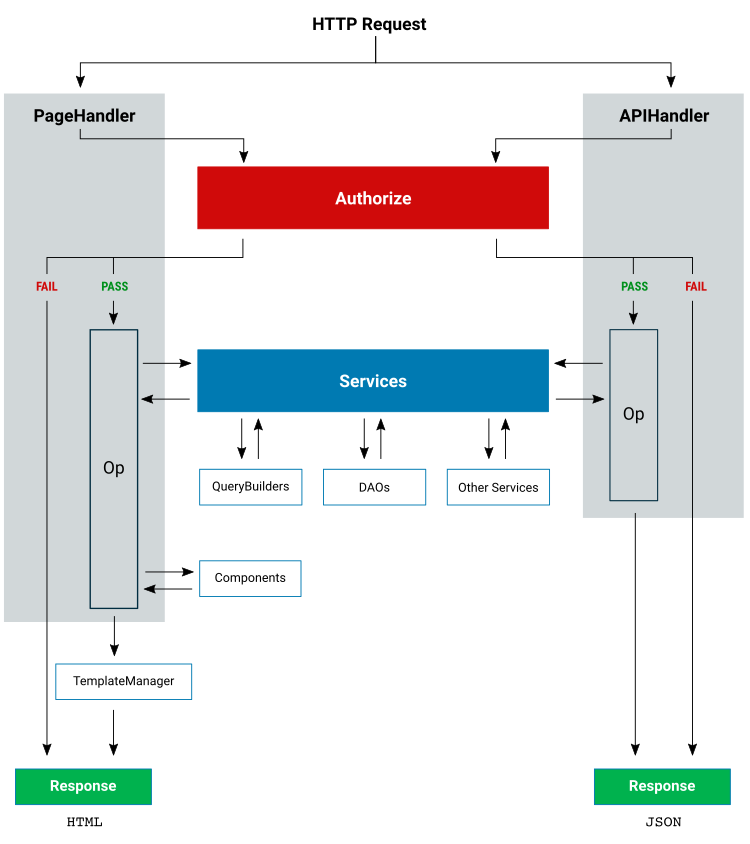 HTTP Request
PageHandler
APIHandler
Authorize
FAIL
PASS
PASS
FAIL
Services
Op
Op
QueryBuilders
DAOs
Other Services
Components
TemplateManager
Response
Response
HTML
JSON